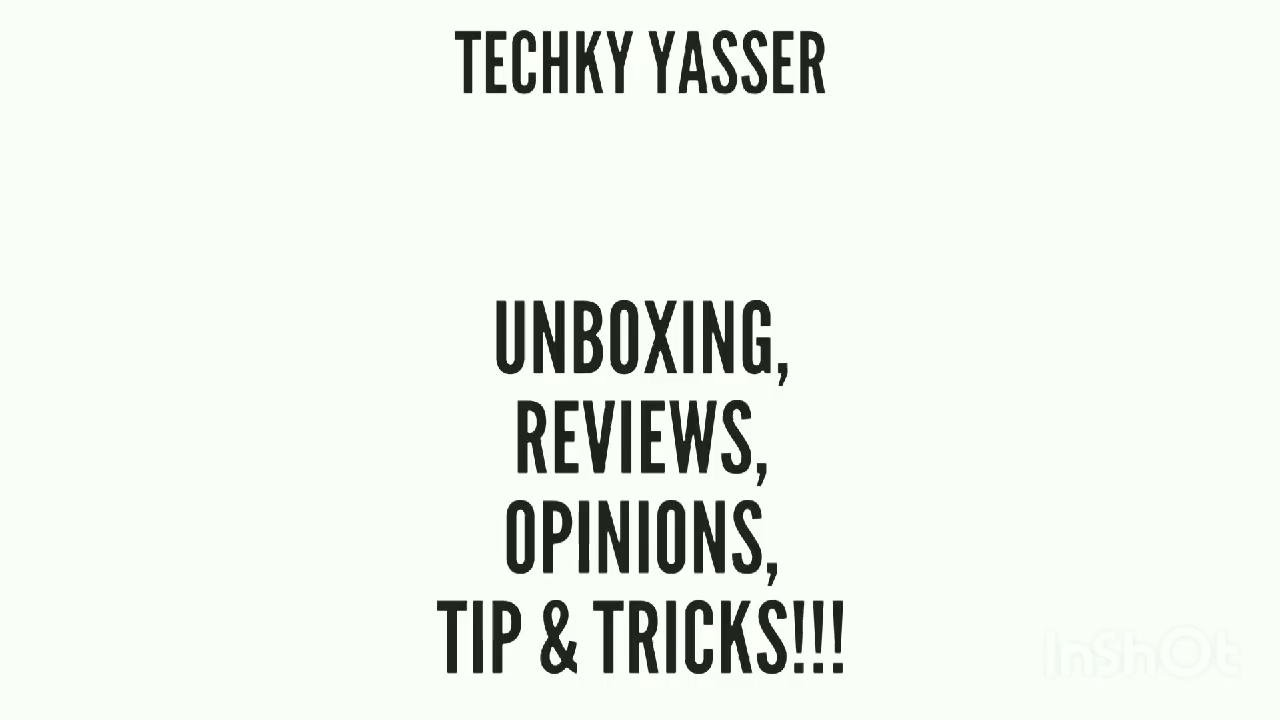 TECHKY YASSER
UNBOXING,
REVIEWS,
OPINIONS,
TIP & TRICKS!!!
InShOt